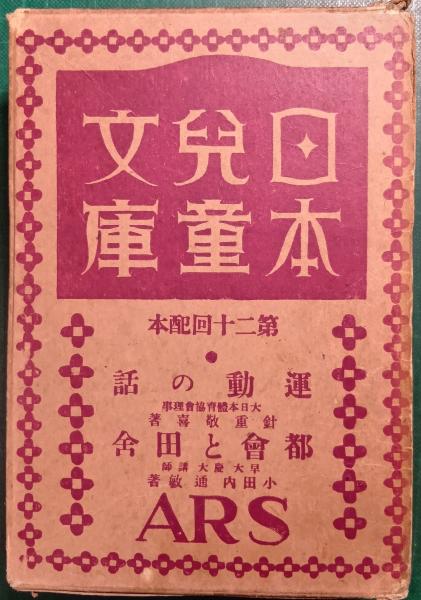 日本
兒童
文庫
第二十回配本
運動の話
大日本體育協會理事
針重敬喜著
都會と田舍
早大慶大講師
小田内通敏著
ARS